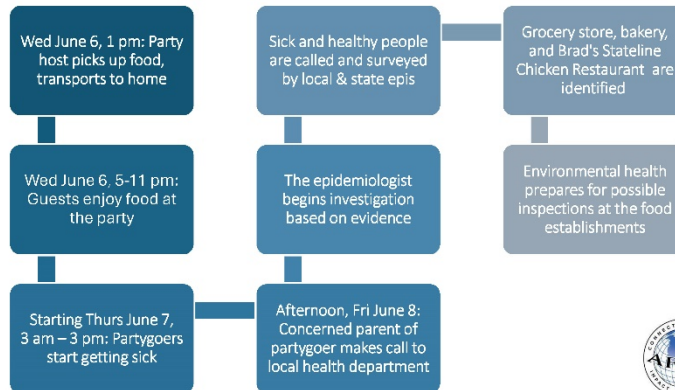 Wed June 6, 1 pm: Party
host picks up food,
transports to home
Wed June 6, 5-11 pm:
Guests enjoy food at
the party
Starting Thurs June 7,
3 am – 3 pm: Partygoers
start getting sick
Afternoon, Fri June 8:
Concerned parent of
partygoer makes call to
local health department
The epidemiologist
begins investigation
based on evidence
Sick and healthy people
are called and surveyed
by local & state epis
Grocery store, bakery,
and Brad's Stateline
Chicken Restaurant are
identified
Environmental health
prepares for possible
inspections at the food
establishments